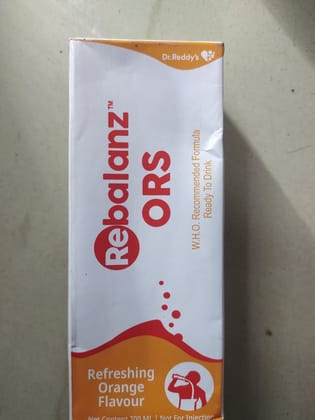 Dr.Reddy's
Rebalanz™
ORS
W.H.O. Recommended Formula
Ready To Drink
Refreshing
Orange
Flavour
Net Content 200 ML | Not For Injection